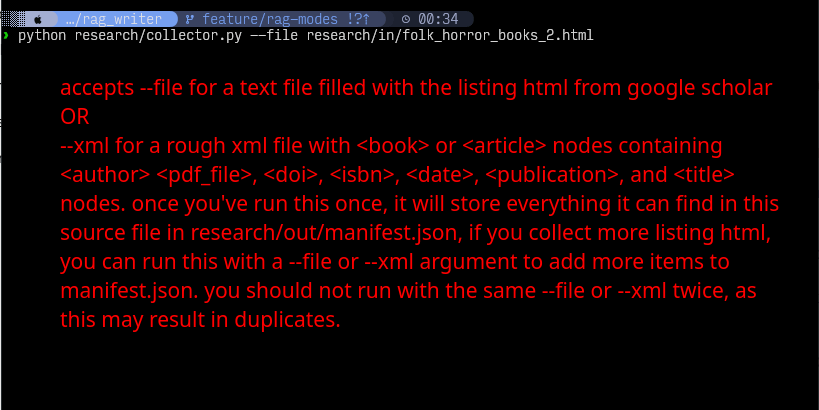 …/rag_writer feature/rag-modes !?↑ 00:34
› python research/collector.py --file research/in/folk_horror_books_2.html
accepts --file for a text file filled with the listing html from google scholar
OR
--xml for a rough xml file with <book> or <article> nodes containing
<author> <pdf_file>, <doi>, <isbn>, <date>, <publication>, and <title>
nodes. once you've run this once, it will store everything it can find in this
source file in research/out/manifest.json, if you collect more listing html,
you can run this with a --file or --xml argument to add more items to
manifest.json. you should not run with the same --file or --xml twice, as
this may result in duplicates.